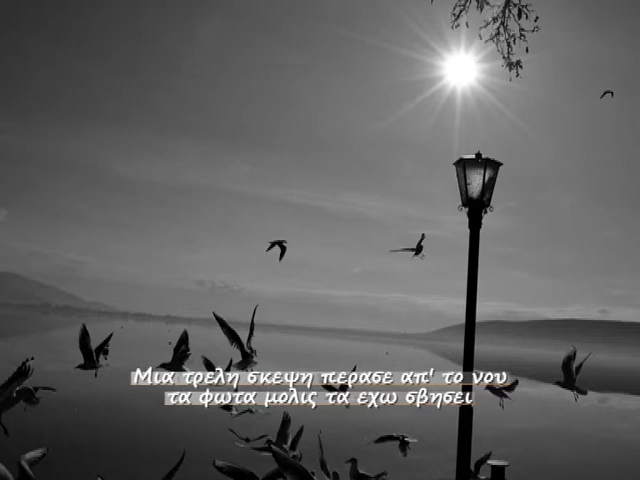 Μια τρελη σκεψη περασε απ' το νου
τα φωτα μολις τα εχω σβησει